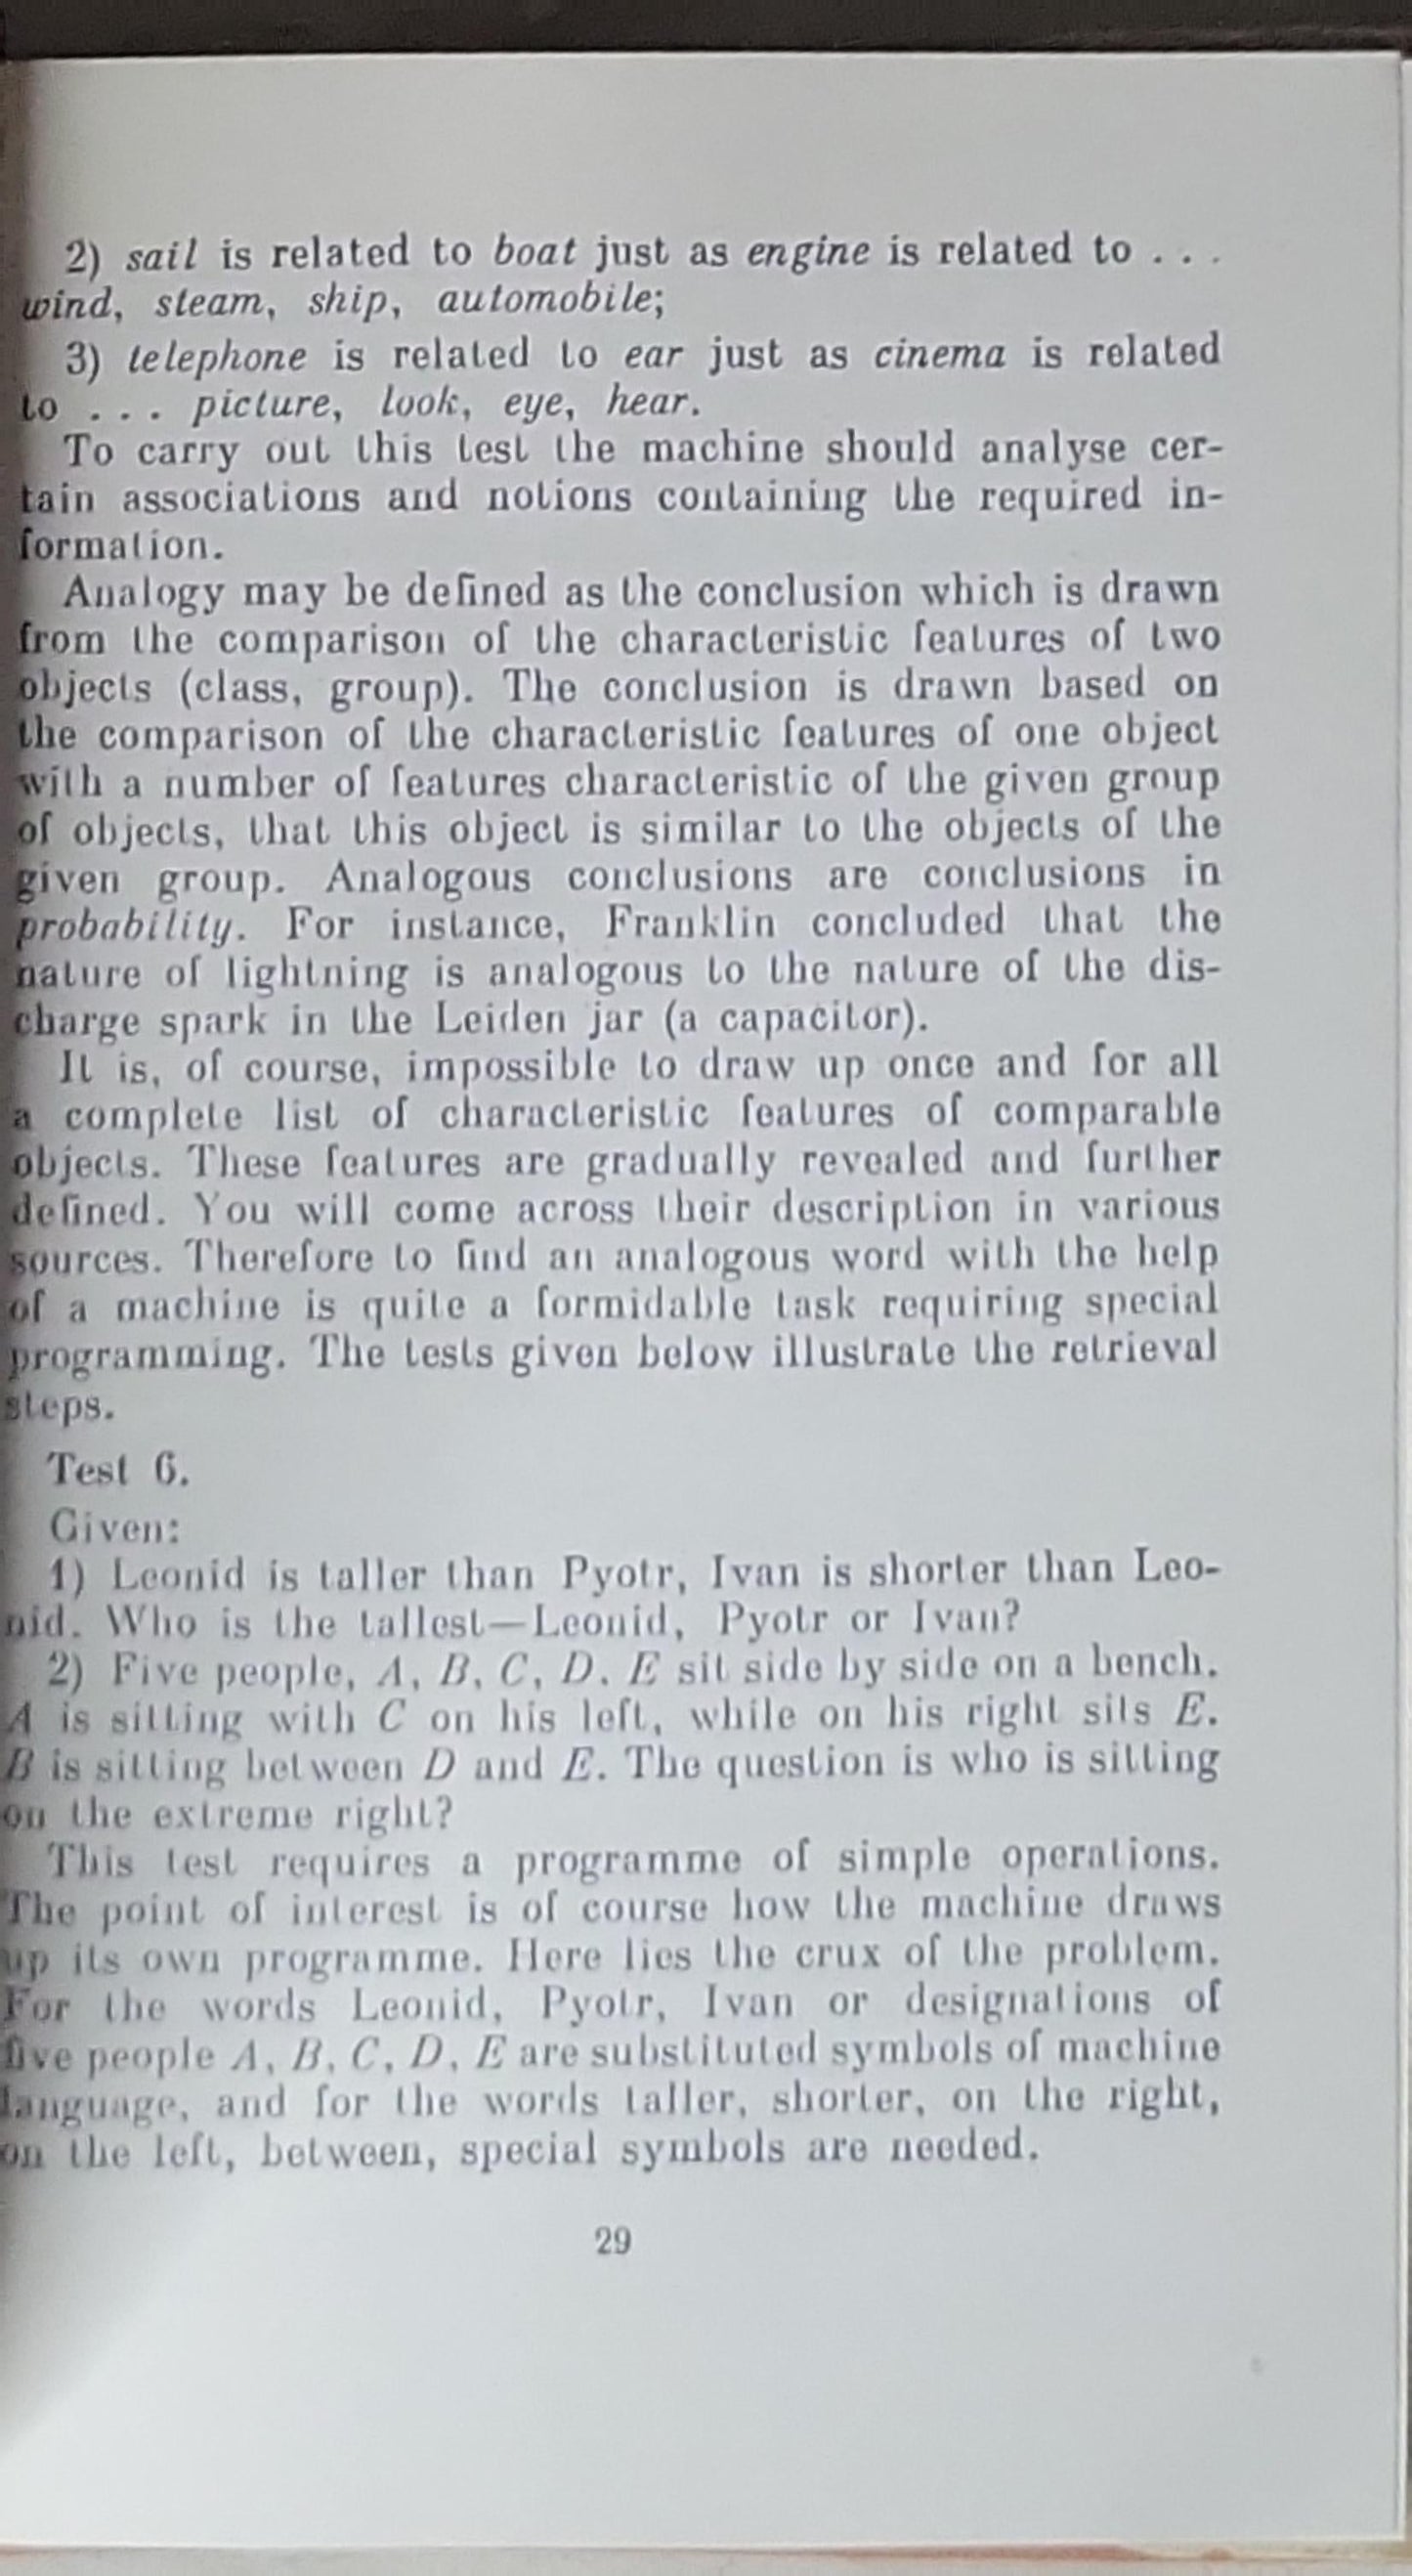 2) sail is related to boat just as engine is related to ...
wind, steam, ship, automobile;
3) telephone is related to ear just as cinema is related
to ... picture, look, eye, hear.
To carry out this test the machine should analyse cer-
tain associations and notions containing the required in-
formation.
Analogy may be defined as the conclusion which is drawn
from the comparison of the characteristic features of two
objects (class, group). The conclusion is drawn based on
the comparison of the characteristic features of one object
with a number of features characteristic of the given group
of objects, that this object is similar to the objects of the
given group. Analogous conclusions are conclusions in
probability. For instance, Franklin concluded that the
nature of lightning is analogous to the nature of the dis-
charge spark in the Leiden jar (a capacitor).
It is, of course, impossible to draw up once and for all
a complete list of characteristic features of comparable
objects. These features are gradually revealed and further
defined. You will come across their description in various
sources. Therefore to find an analogous word with the help
of a machine is quite a formidable task requiring special
programming. The tests given below illustrate the retrieval
steps.
Test 6.
Given:
1) Leonid is taller than Pyotr, Ivan is shorter than Leo-
nid. Who is the tallest—Leonid, Pyotr or Ivan?
2) Five people, A, B, C, D, E sit side by side on a bench.
A is sitting with C on his left, while on his right sits E.
B is sitting between D and E. The question is who is sitting
on the extreme right?
This test requires a programme of simple operations.
The point of interest is of course how the machine draws
up its own programme. Here lies the crux of the problem.
For the words Leonid, Pyotr, Ivan or designations of
five people A, B, C, D, E are substituted symbols of machine
language, and for the words taller, shorter, on the right,
on the left, between, special symbols are needed.
29